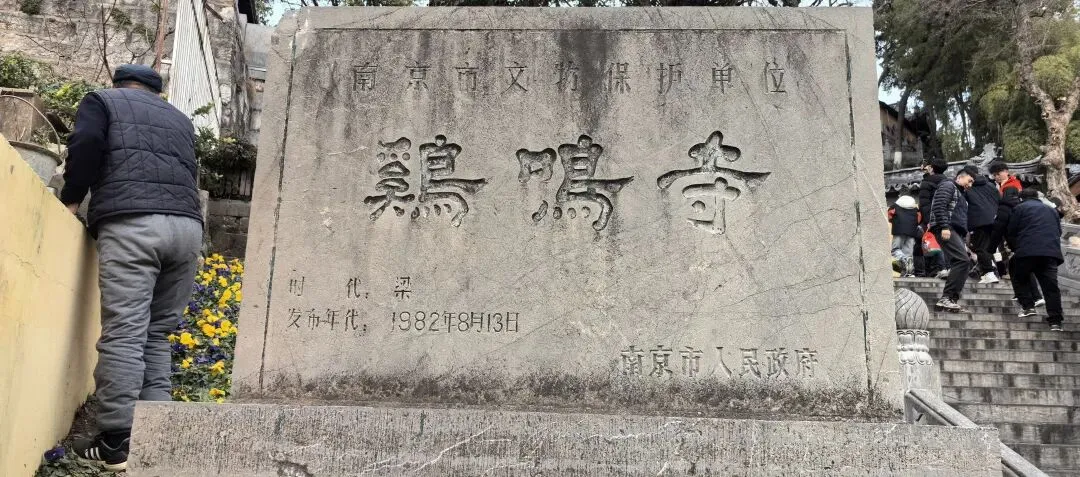 南京市文物保护单位
鷄鳴寺
时　代：梁
发布年代：1982年8月13日
南京市人民政府